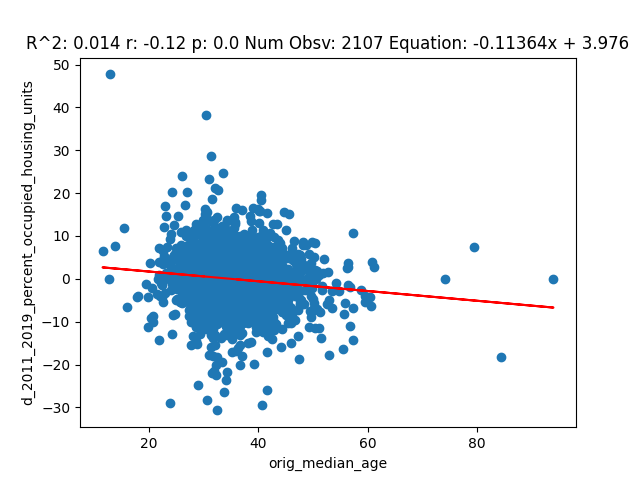 R^2: 0.014 r: -0.12 p: 0.0 Num Obsv: 2107 Equation: -0.11364x + 3.976
d_2011_2019_percent_occupied_housing_units
50
40
30
20
10
0
−10
−20
−30
20 40 60 80
orig_median_age